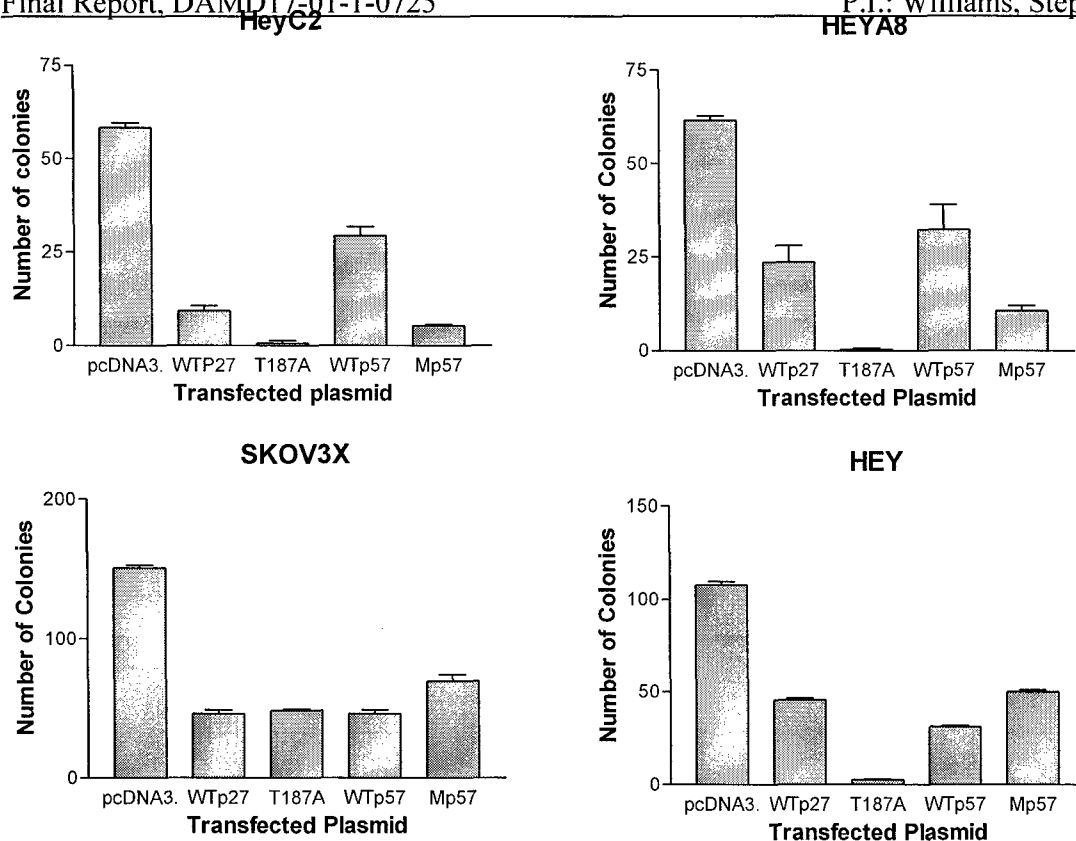 Final Report, DAMD17-01-1-0725 P.I.: Williams, Step
HeyC2
75
50
25
0
Number of colonies
pcDNA3. WTP27 T187A WTp57 Mp57
Transfected plasmid
HEYA8
75
50
25
0
Number of Colonies
pcDNA3. WTp27 T187A WTp57 Mp57
Transfected Plasmid
SKOV3X
200
100
0
Number of Colonies
pcDNA3. WTp27 T187A WTp57 Mp57
Transfected Plasmid
HEY
150
100
50
0
Number of Colonies
pcDNA3. WTp27 T187A WTp57 Mp57
Transfected Plasmid